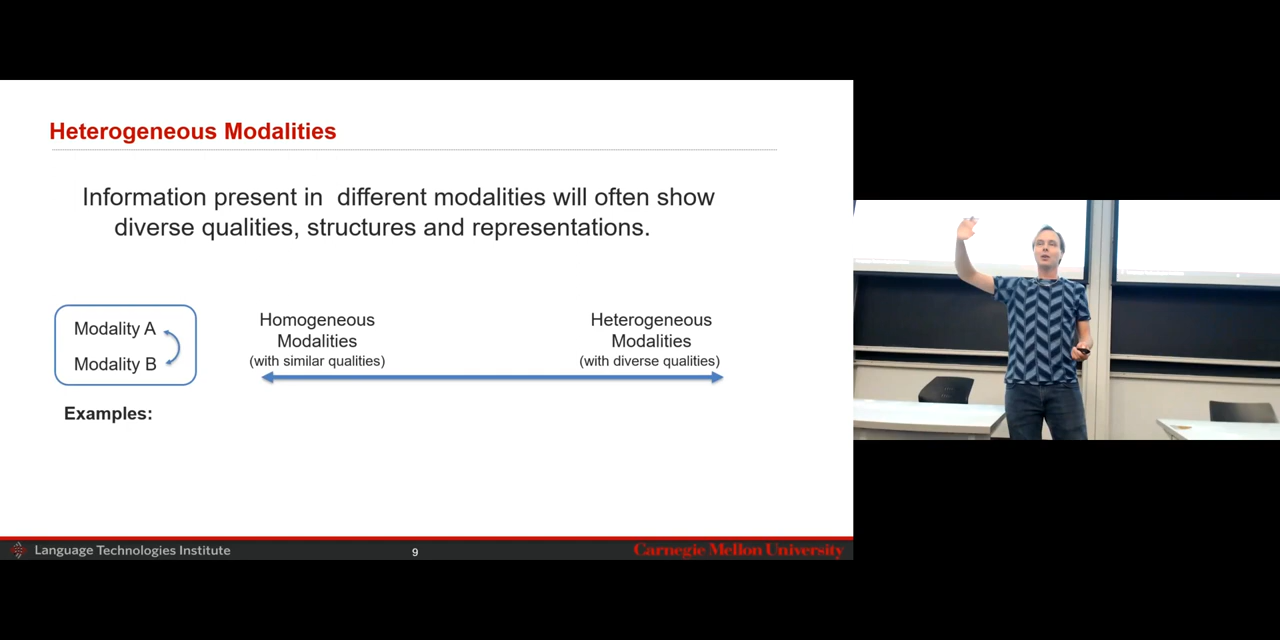 Heterogeneous Modalities
Information present in different modalities will often show
diverse qualities, structures and representations.
Modality A
Modality B
Homogeneous
Modalities
(with similar qualities)
Heterogeneous
Modalities
(with diverse qualities)
Examples:
Language Technologies Institute
9
Carnegie Mellon University